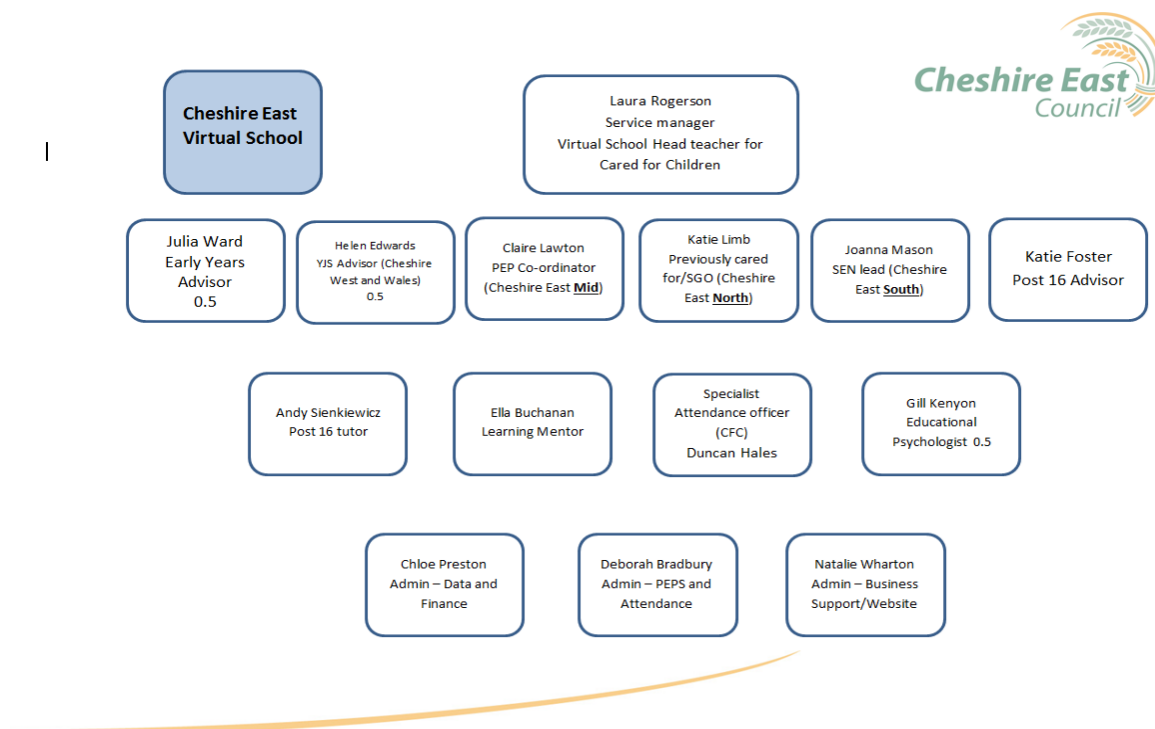 Cheshire East
Council
Cheshire East
Virtual School
Laura Rogerson
Service manager
Virtual School Head teacher for
Cared for Children
Julia Ward
Early Years
Advisor
0.5
Helen Edwards
YJS Advisor (Cheshire
West and Wales)
0.5
Claire Lawton
PEP Co-ordinator
(Cheshire East Mid)
Katie Limb
Previously cared
for/SGO (Cheshire
East North)
Joanna Mason
SEN lead (Cheshire
East South)
Katie Foster
Post 16 Advisor
Andy Sienkiewicz
Post 16 tutor
Ella Buchanan
Learning Mentor
Specialist
Attendance officer
(CFC)
Duncan Hales
Gill Kenyon
Educational
Psychologist 0.5
Chloe Preston
Admin – Data and
Finance
Deborah Bradbury
Admin – PEPS and
Attendance
Natalie Wharton
Admin – Business
Support/Website